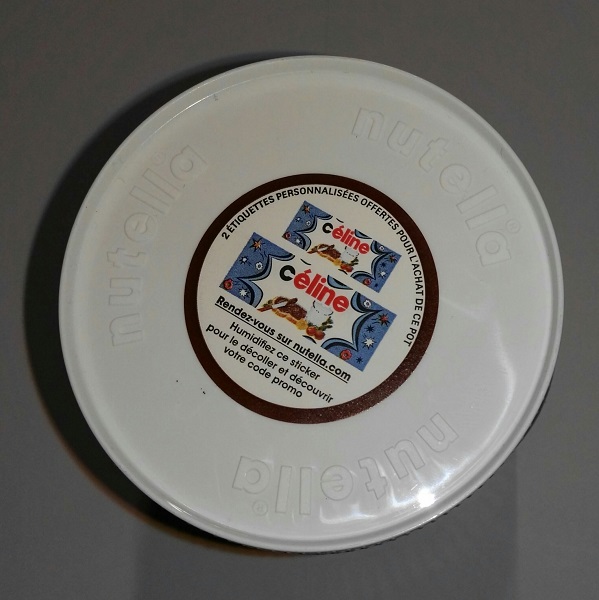 nutella
nutella
nutella
2 ÉTIQUETTES PERSONNALISÉES OFFERTES POUR L'ACHAT DE CE POT
céline
céline
Rendez-vous sur nutella.com
Humidifiez ce sticker
pour le décoller et découvrir
votre code promo